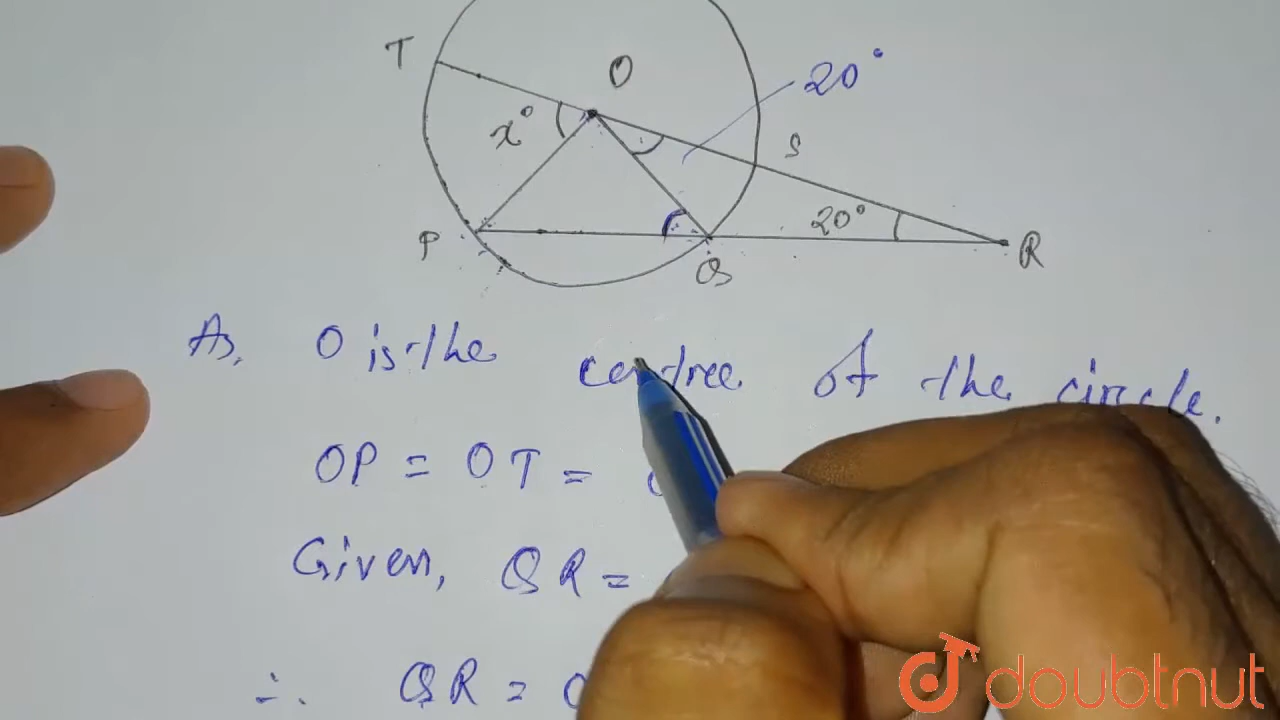 T
O
20°
x°
S
20°
P
Q
R
As, O is the centre of the circle.
OP = OT =
Given, QR =
∴ QR = O
doubtnut